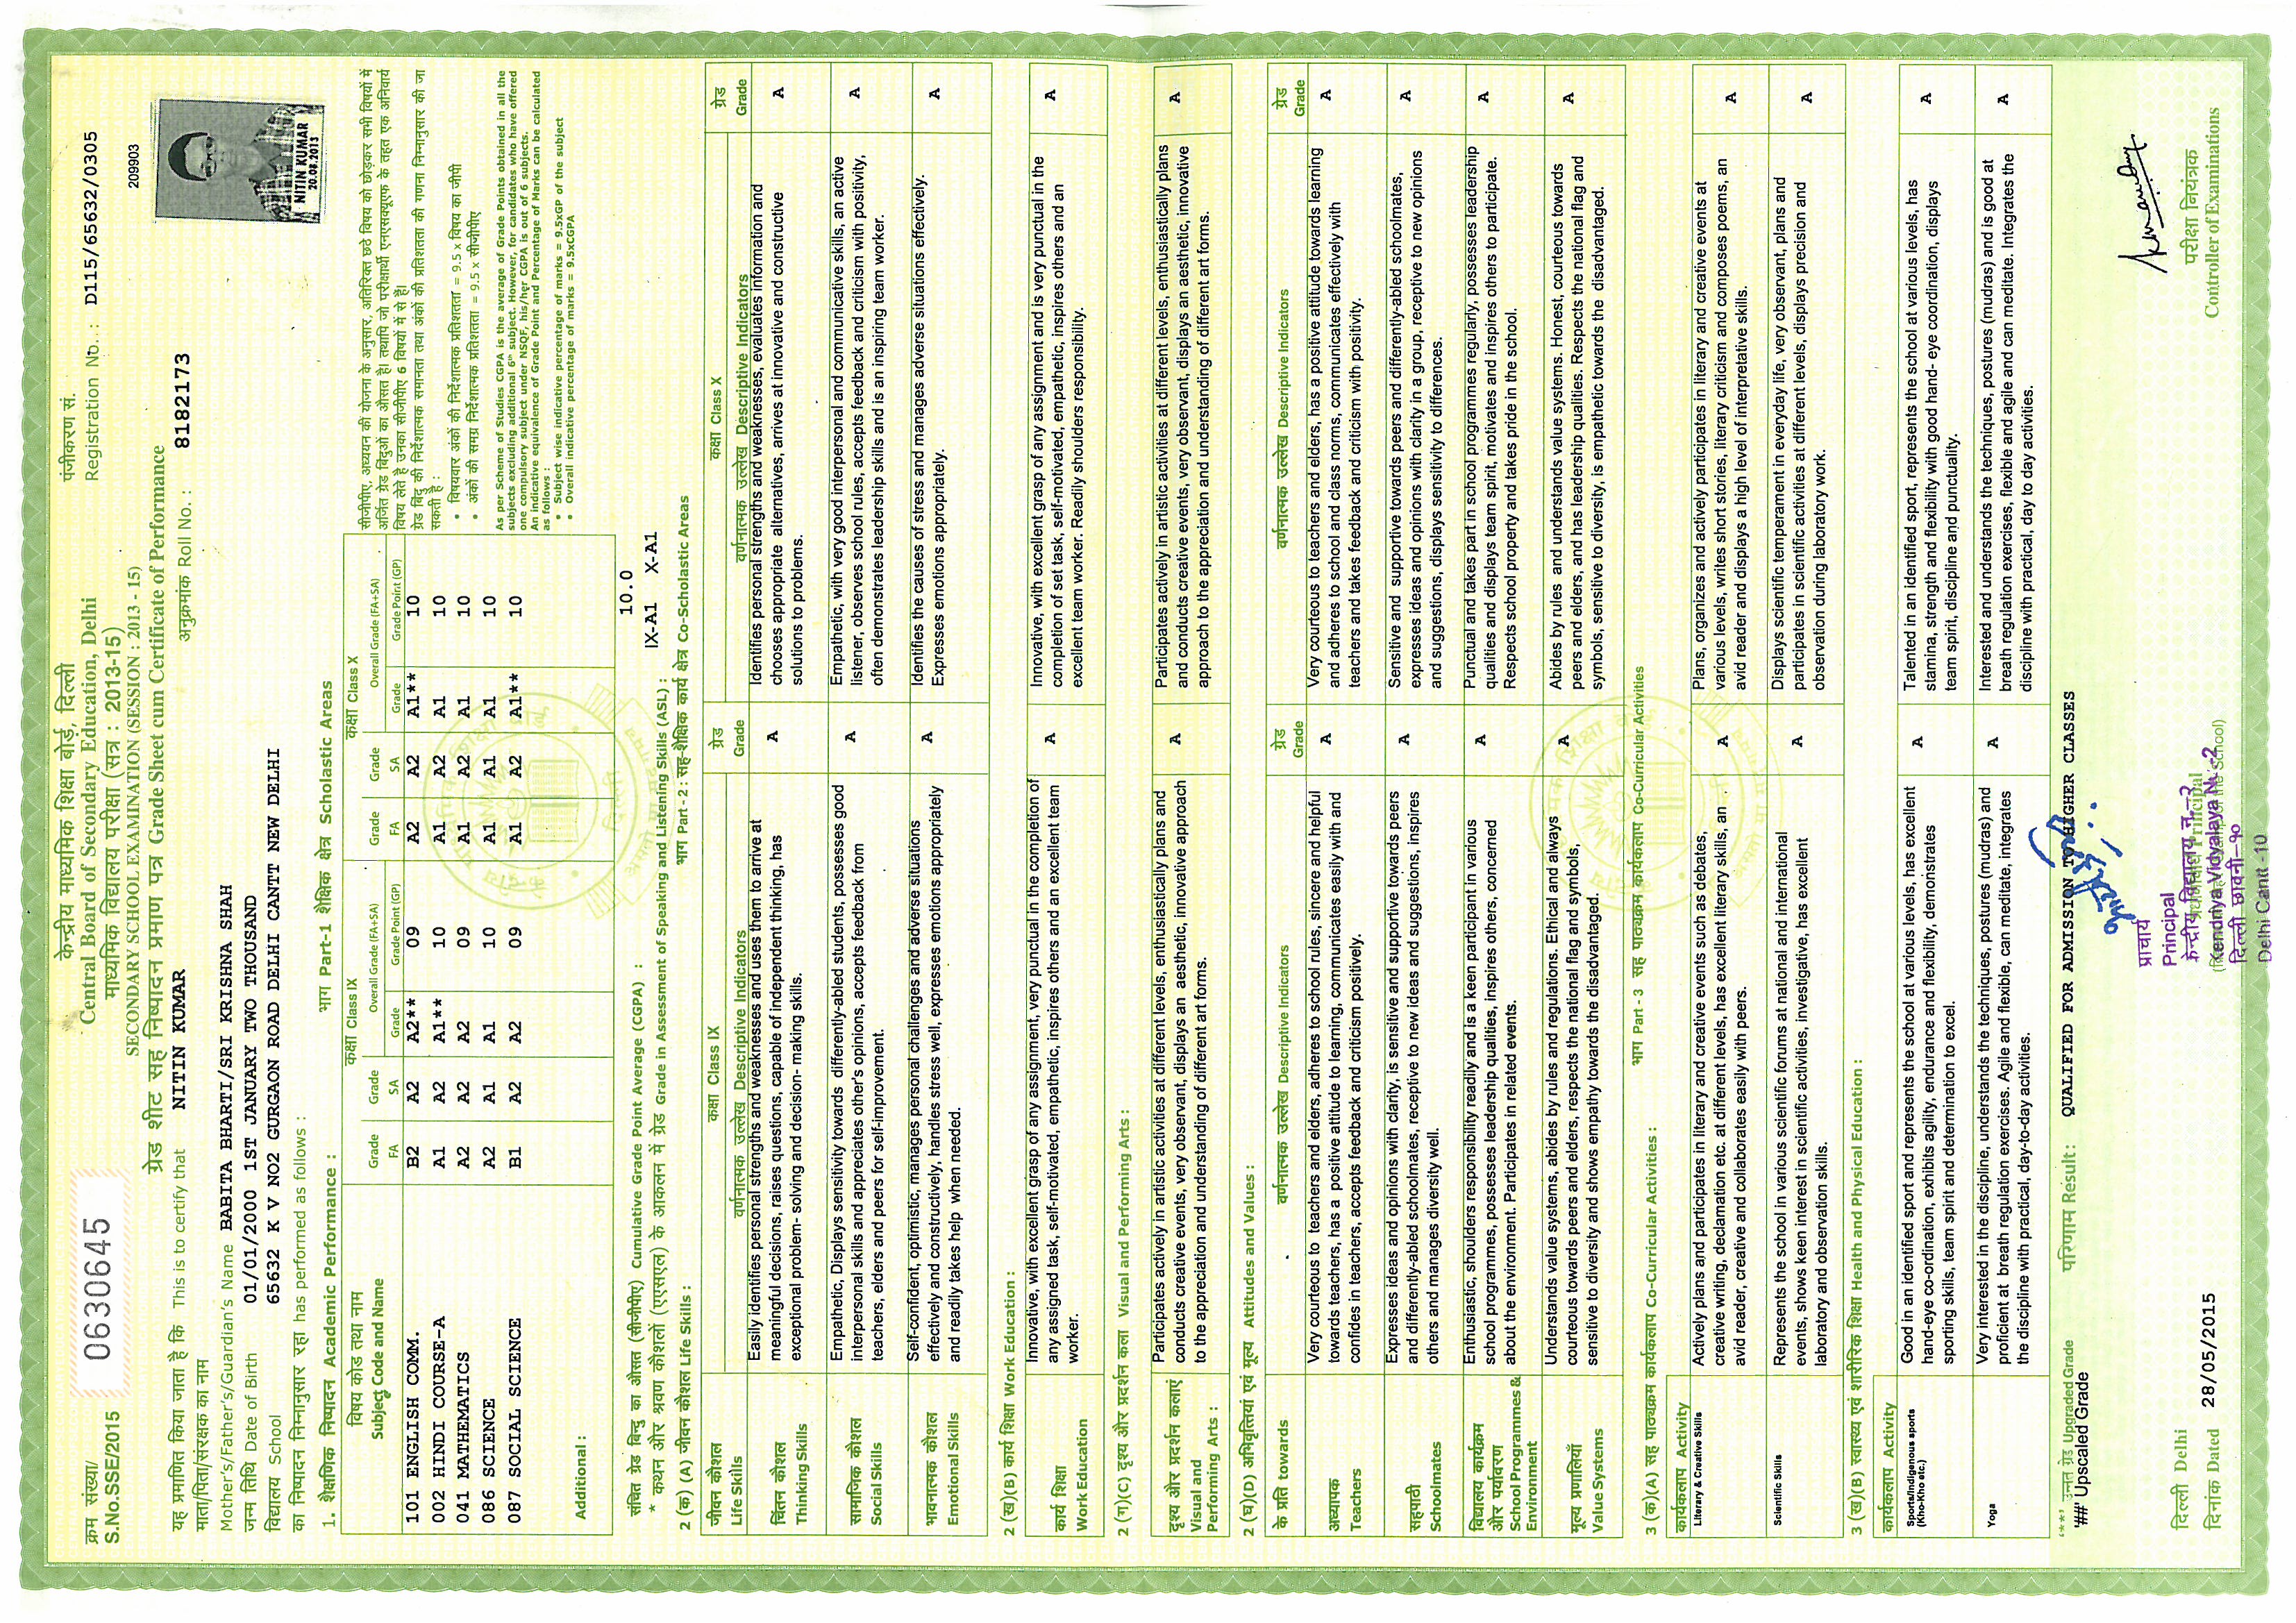 क्रम संख्या/
S.No.SSE/2015
0630645
केन्द्रीय माध्यमिक शिक्षा बोर्ड, दिल्ली
Central Board of Secondary Education, Delhi
माध्यमिक विद्यालय परीक्षा (सत्र : 2013-15)
SECONDARY SCHOOL EXAMINATION (SESSION : 2013 - 15)
ग्रेड शीट सह निष्पादन प्रमाण पत्र Grade Sheet cum Certificate of Performance
पंजीकरण सं.
Registration No..: D115/65632/0305
209903
यह प्रमाणित किया जाता है कि This is to certify that NITIN KUMAR
अनुक्रमांक Roll No. : 8182173
माता/पिता/संरक्षक का नाम
Mother's/Father's/Guardian's Name BABITA BHARTI/SRI KRISHNA SHAH
जन्म तिथि Date of Birth 01/01/2000 1ST JANUARY TWO THOUSAND
विद्यालय School 65632 K V NO2 GURGAON ROAD DELHI CANTT NEW DELHI
का निष्पादन निम्नानुसार रहा has performed as follows :
NITIN KUMAR
20.08.2013
1. शैक्षणिक निष्पादन Academic Performance : भाग Part-1 शैक्षिक क्षेत्र Scholastic Areas
विषय कोड तथा नाम
Subject Code and Name
कक्षा Class IX कक्षा Class X
Grade FA Grade SA Overall Grade (FA+SA) Grade FA Grade SA Overall Grade (FA+SA)
Grade Grade Point (GP) Grade Grade Point (GP)
101 ENGLISH COMM. B2 A2 A2** 09 A2 A2 A1** 10
002 HINDI COURSE-A A1 A2 A1** 10 A1 A2 A1 10
041 MATHEMATICS A2 A2 A2 09 A1 A2 A1 10
086 SCIENCE A2 A1 A1 10 A1 A1 A1 10
087 SOCIAL SCIENCE B1 A2 A2 09 A1 A2 A1** 10
Additional :
सीजीपीए, अध्ययन की योजना के अनुसार, अतिरिक्त छठे विषय को छोड़कर सभी विषयों में
अर्जित ग्रेड बिंदुओं का औसत है। तथापि जो परीक्षार्थी एनएसक्यूएफ के तहत एक अनिवार्य
विषय लेते है उनका सीजीपीए 6 विषयों में से हैं।
ग्रेड बिंदु की निर्देशात्मक समानता तथा अंकों की प्रतिशतता की गणना निम्नानुसार की जा
सकती है :
• विषयवार अंकों की निर्देशात्मक प्रतिशतता = 9.5 x विषय का जीपी
• अंकों की समग्र निर्देशात्मक प्रतिशतता = 9.5 x सीजीपीए
As per Scheme of Studies CGPA is the average of Grade Points obtained in all the
subjects excluding additional 6th subject. However, for candidates who have offered
one compulsory subject under NSQF, his/her CGPA is out of 6 subjects.
An indicative equivalence of Grade Point and Percentage of Marks can be calculated
as follows :
• Subject wise indicative percentage of marks = 9.5xGP of the subject
• Overall indicative percentage of marks = 9.5xCGPA
संचित ग्रेड बिन्दु का औसत (सीजीपीए) Cumulative Grade Point Average (CGPA) : 10.0
* कथन और श्रवण कौशलों (एएसएल) के आकलन में ग्रेड Grade in Assessment of Speaking and Listening Skills (ASL) : IX-A1 X-A1
2 (क) (A) जीवन कौशल Life Skills : भाग Part - 2 : सह-शैक्षिक कार्य क्षेत्र Co-Scholastic Areas
जीवन कौशल
Life Skills
कक्षा Class IX
वर्णनात्मक उल्लेख Descriptive Indicators
ग्रेड
Grade
कक्षा Class X
वर्णनात्मक उल्लेख Descriptive Indicators
ग्रेड
Grade
चिंतन कौशल
Thinking Skills
Easily identifies personal strengths and weaknesses and uses them to arrive at
meaningful decisions, raises questions, capable of independent thinking, has
exceptional problem- solving and decision- making skills.
A
Identifies personal strengths and weaknesses, evaluates information and
chooses appropriate alternatives, arrives at innovative and constructive
solutions to problems.
A
सामाजिक कौशल
Social Skills
Empathetic, Displays sensitivity towards differently-abled students, possesses good
interpersonal skills and appreciates other's opinions, accepts feedback from
teachers, elders and peers for self-improvement.
A
Empathetic, with very good interpersonal and communicative skills, an active
listener, observes school rules, accepts feedback and criticism with positivity,
often demonstrates leadership skills and is an inspiring team worker.
A
भावनात्मक कौशल
Emotional Skills
Self-confident, optimistic, manages personal challenges and adverse situations
effectively and constructively, handles stress well, expresses emotions appropriately
and readily takes help when needed.
A
Identifies the causes of stress and manages adverse situations effectively.
Expresses emotions appropriately.
A
2 (ख)(B) कार्य शिक्षा Work Education :
कार्य शिक्षा
Work Education
Innovative, with excellent grasp of any assignment, very punctual in the completion of
any assigned task, self-motivated, empathetic, inspires others and an excellent team
worker.
A
Innovative, with excellent grasp of any assignment and is very punctual in the
completion of set task, self-motivated, empathetic, inspires others and an
excellent team worker. Readily shoulders responsibility.
A
2 (ग)(C) दृश्य और प्रदर्शन कला Visual and Performing Arts :
दृश्य और प्रदर्शन कलाएं
Visual and
Performing Arts :
Participates actively in artistic activities at different levels, enthusiastically plans and
conducts creative events, very observant, displays an aesthetic, innovative approach
to the appreciation and understanding of different art forms.
A
Participates actively in artistic activities at different levels, enthusiastically plans
and conducts creative events, very observant, displays an aesthetic, innovative
approach to the appreciation and understanding of different art forms.
A
2 (घ)(D) अभिवृत्तियां एवं मूल्य Attitudes and Values :
के प्रति towards
वर्णनात्मक उल्लेख Descriptive Indicators
ग्रेड
Grade
वर्णनात्मक उल्लेख Descriptive Indicators
ग्रेड
Grade
अध्यापक
Teachers
Very courteous to teachers and elders, adheres to school rules, sincere and helpful
towards teachers, has a positive attitude to learning, communicates easily with and
confides in teachers, accepts feedback and criticism positively.
A
Very courteous to teachers and elders, has a positive attitude towards learning
and adheres to school and class norms, communicates effectively with
teachers and takes feedback and criticism with positivity.
A
सहपाठी
Schoolmates
Expresses ideas and opinions with clarity, is sensitive and supportive towards peers
and differently-abled schoolmates, receptive to new ideas and suggestions, inspires
others and manages diversity well.
A
Sensitive and supportive towards peers and differently-abled schoolmates,
expresses ideas and opinions with clarity in a group, receptive to new opinions
and suggestions, displays sensitivity to differences.
A
विद्यालय कार्यक्रम
और पर्यावरण
School Programmes &
Environment
Enthusiastic, shoulders responsibility readily and is a keen participant in various
school programmes, possesses leadership qualities, inspires others, concerned
about the environment. Participates in related events.
A
Punctual and takes part in school programmes regularly, possesses leadership
qualities and displays team spirit, motivates and inspires others to participate.
Respects school property and takes pride in the school.
A
मूल्य प्रणालियाँ
Value Systems
Understands value systems, abides by rules and regulations. Ethical and always
courteous towards peers and elders, respects the national flag and symbols,
sensitive to diversity and shows empathy towards the disadvantaged.
A
Abides by rules and understands value systems. Honest, courteous towards
peers and elders, and has leadership qualities. Respects the national flag and
symbols, sensitive to diversity, is empathetic towards the disadvantaged.
A
भाग Part - 3 सह पाठ्यक्रम कार्यकलाप Co-Curricular Activities
3 (क)(A) सह पाठ्यक्रम कार्यकलाप Co-Curricular Activities :
कार्यकलाप Activity
Literary & Creative Skills
Actively plans and participates in literary and creative events such as debates,
creative writing, declamation etc. at different levels, has excellent literary skills, an
avid reader, creative and collaborates easily with peers.
A
Plans, organizes and actively participates in literary and creative events at
various levels, writes short stories, literary criticism and composes poems, an
avid reader and displays a high level of interpretative skills.
A
Scientific Skills
Represents the school in various scientific forums at national and international
events, shows keen interest in scientific activities, investigative, has excellent
laboratory and observation skills.
A
Displays scientific temperament in everyday life, very observant, plans and
participates in scientific activities at different levels, displays precision and
observation during laboratory work.
A
3 (ख)(B) स्वास्थ्य एवं शारीरिक शिक्षा Health and Physical Education :
कार्यकलाप Activity
Sports/Indigenous sports
(Kho-Kho etc.)
Good in an identified sport and represents the school at various levels, has excellent
hand-eye co-ordination, exhibits agility, endurance and flexibility, demonstrates
sporting skills, team spirit and determination to excel.
A
Talented in an identified sport, represents the school at various levels, has
stamina, strength and flexibility with good hand- eye coordination, displays
team spirit, discipline and punctuality.
A
Yoga
Very interested in the discipline, understands the techniques, postures (mudras) and
proficient at breath regulation exercises. Agile and flexible, can meditate, integrates
the discipline with practical, day-to-day activities.
A
Interested and understands the techniques, postures (mudras) and is good at
breath regulation exercises, flexible and agile and can meditate. Integrates the
discipline with practical, day to day activities.
A
'**' उन्नत ग्रेड Upgraded Grade
'##' Upscaled Grade
परिणाम Result : QUALIFIED FOR ADMISSION TO HIGHER CLASSES
प्राचार्य
Principal
केन्द्रीय विद्यालय न.–२
Principal
Kendriya Vidyalaya No.-2
दिल्ली छावनी–१०
Delhi Cantt -10
दिल्ली Delhi
दिनांक Dated 28/05/2015
परीक्षा नियंत्रक
Controller of Examinations